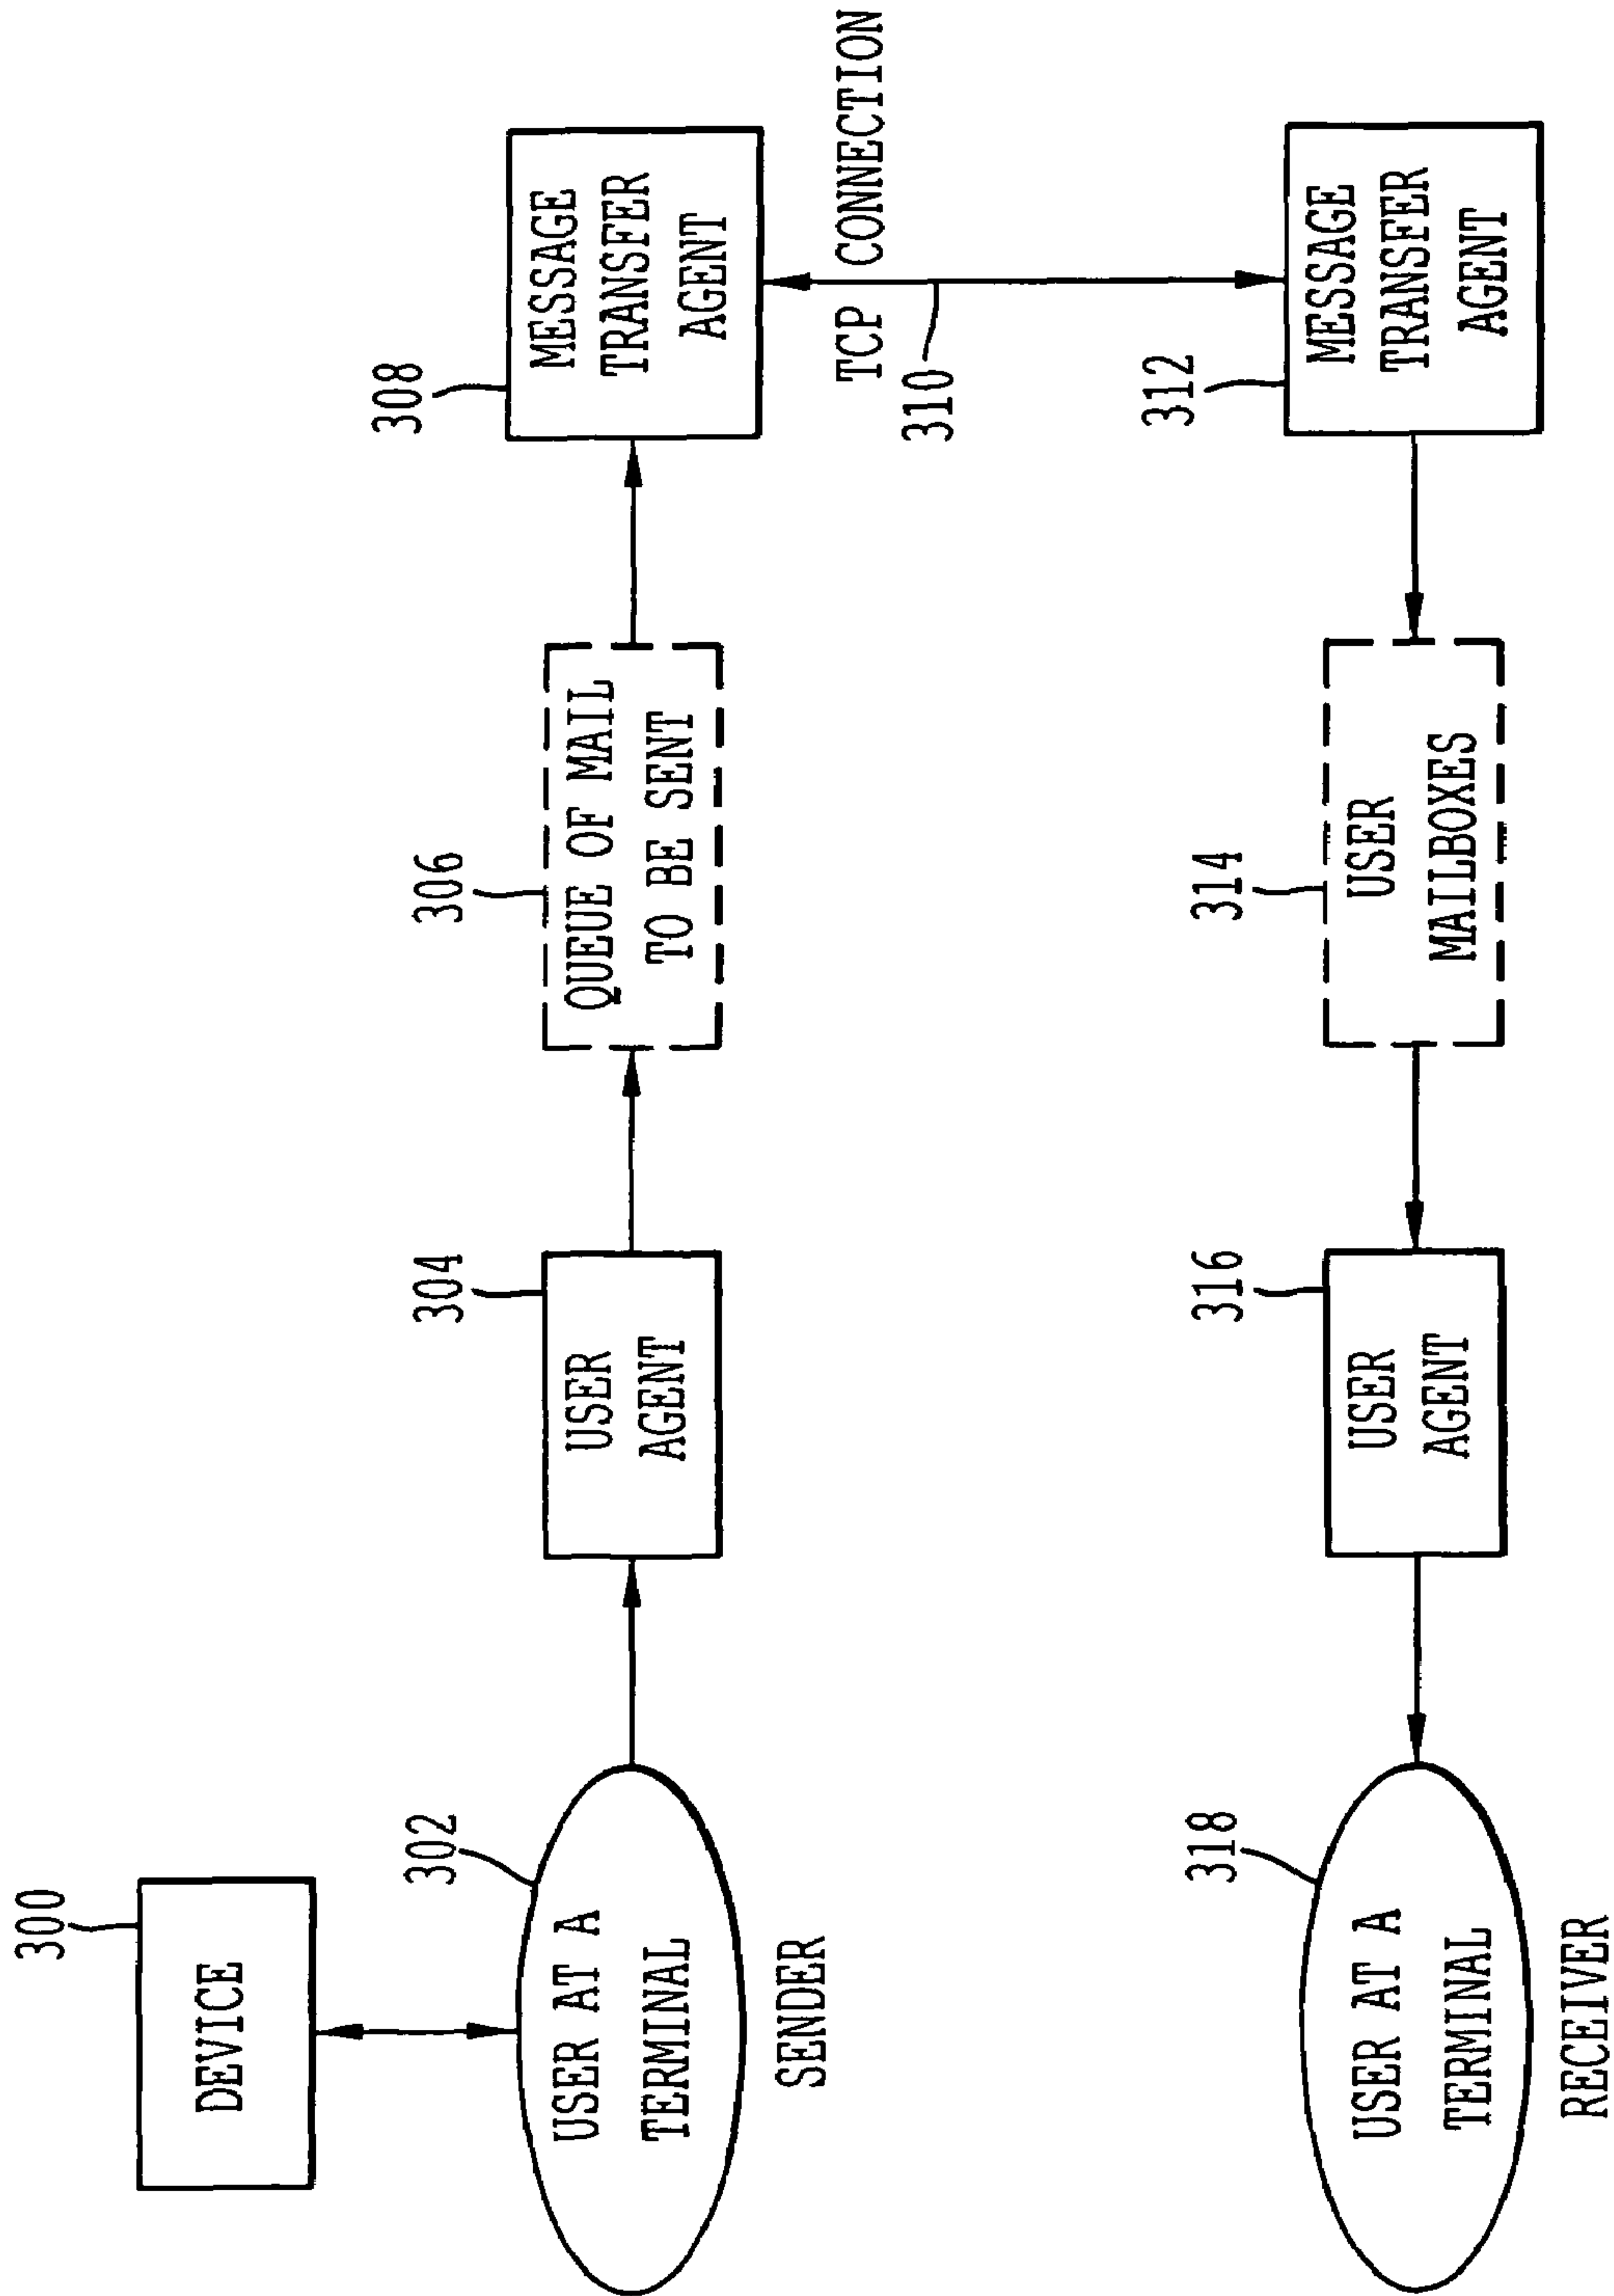 300
DEVICE
302
USER AT A
TERMINAL
SENDER
304
USER
AGENT
306
QUEUE OF MAIL
TO BE SENT
308
MESSAGE
TRANSFER
AGENT
TCP CONNECTION
310
312
MESSAGE
TRANSFER
AGENT
314
USER
MAILBOXES
316
USER
AGENT
318
USER AT A
TERMINAL
RECEIVER